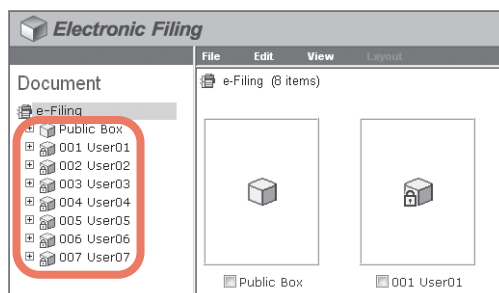 Electronic Filing
File Edit View Layout
Document
e-Filing
Public Box
001 User01
002 User02
003 User03
004 User04
005 User05
006 User06
007 User07
e-Filing (8 items)
Public Box
001 User01